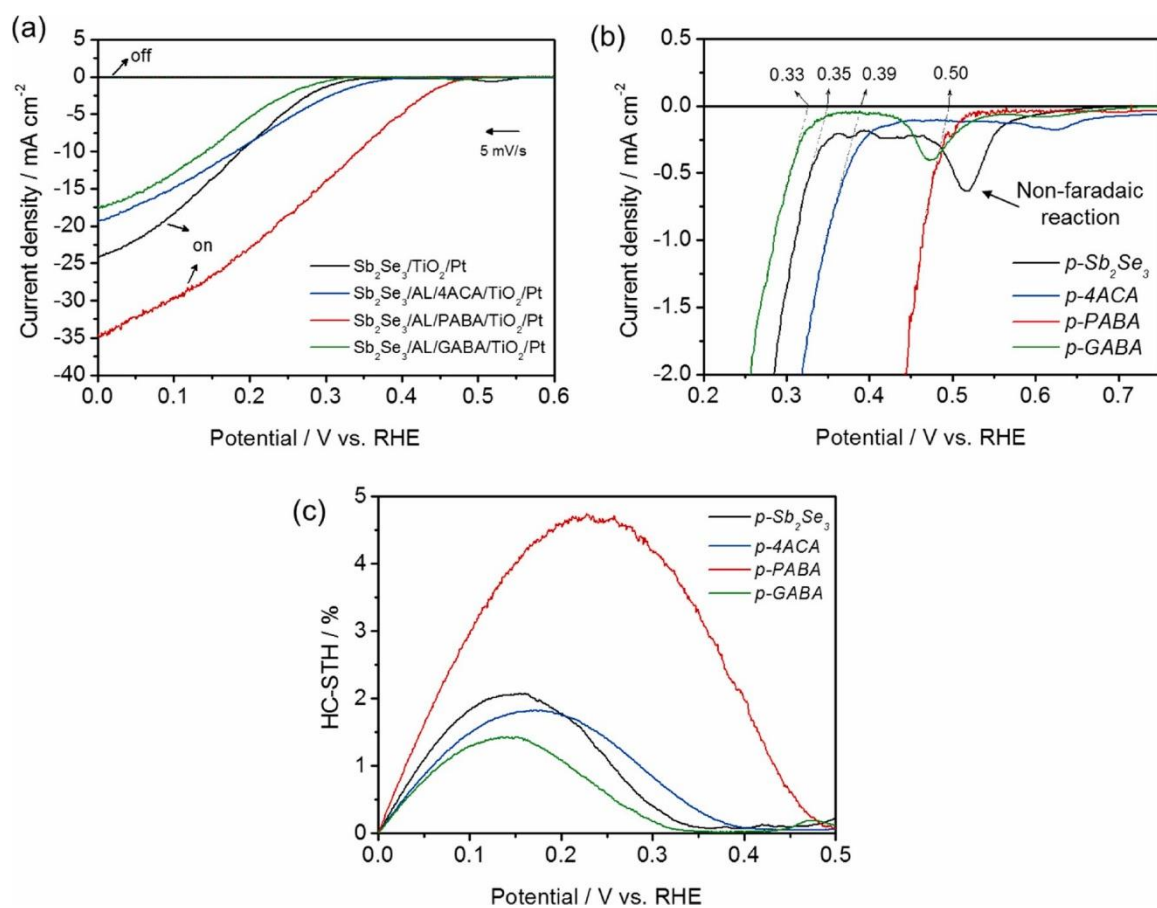 (a)
off
5 mV/s
on
Sb₂Se₃/TiO₂/Pt
Sb₂Se₃/AL/4ACA/TiO₂/Pt
Sb₂Se₃/AL/PABA/TiO₂/Pt
Sb₂Se₃/AL/GABA/TiO₂/Pt
5
0
-5
-10
-15
-20
-25
-30
-35
-40
0.0 0.1 0.2 0.3 0.4 0.5 0.6
Current density / mA cm⁻²
Potential / V vs. RHE
(b)
0.33 0.35 0.39 0.50
Non-faradaic
reaction
p-Sb₂Se₃
p-4ACA
p-PABA
p-GABA
0.5
0.0
-0.5
-1.0
-1.5
-2.0
0.2 0.3 0.4 0.5 0.6 0.7
Current density / mA cm⁻²
Potential / V vs. RHE
(c)
p-Sb₂Se₃
p-4ACA
p-PABA
p-GABA
5
4
3
2
1
0
0.0 0.1 0.2 0.3 0.4 0.5
HC-STH / %
Potential / V vs. RHE